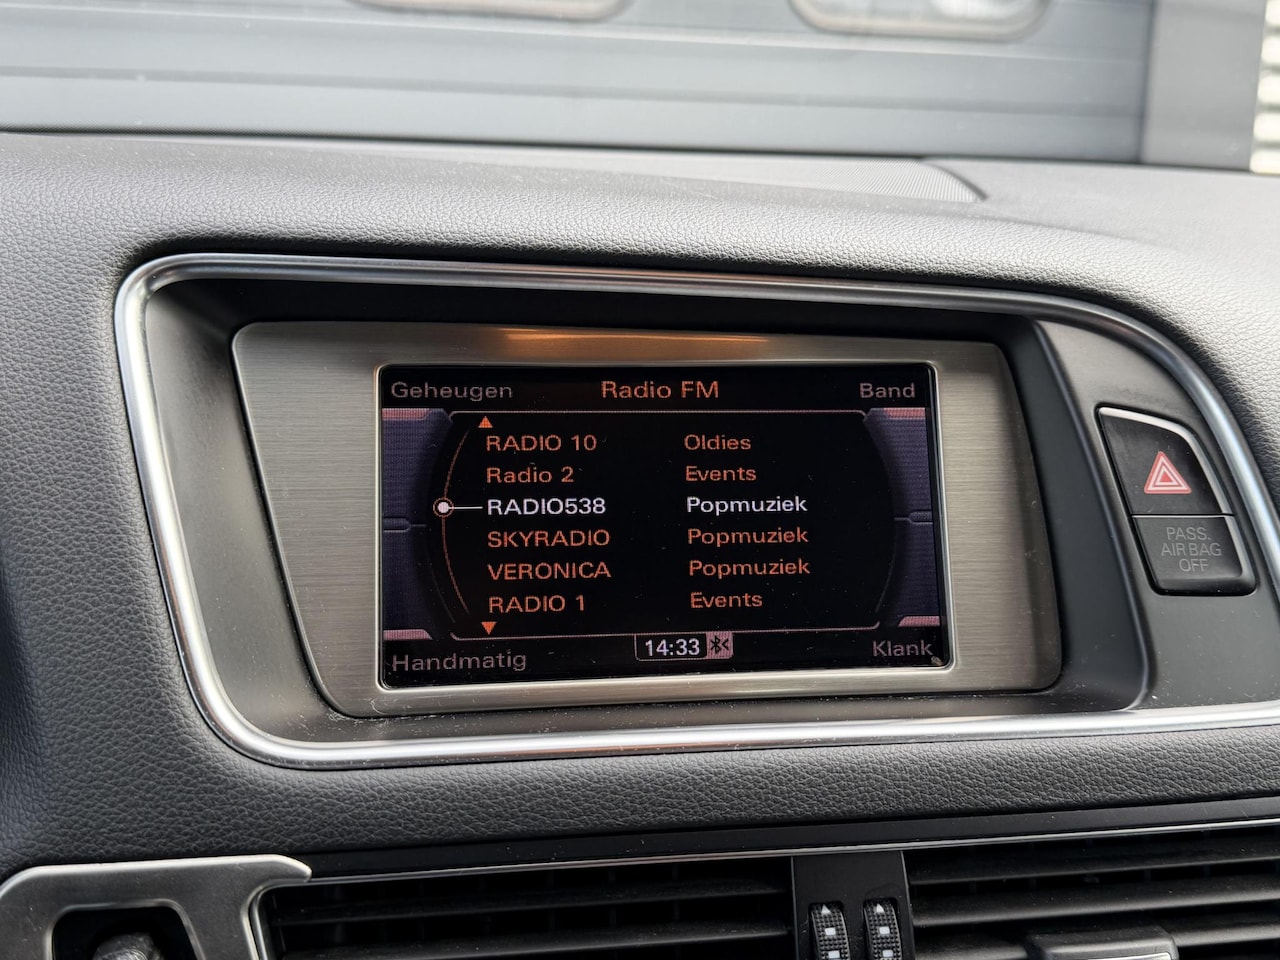 Geheugen Radio FM Band
RADIO 10 Oldies
Radio 2 Events
RADIO538 Popmuziek
SKYRADIO Popmuziek
VERONICA Popmuziek
RADIO 1 Events
Handmatig 14:33 Klank
PASS.
AIR BAG
OFF